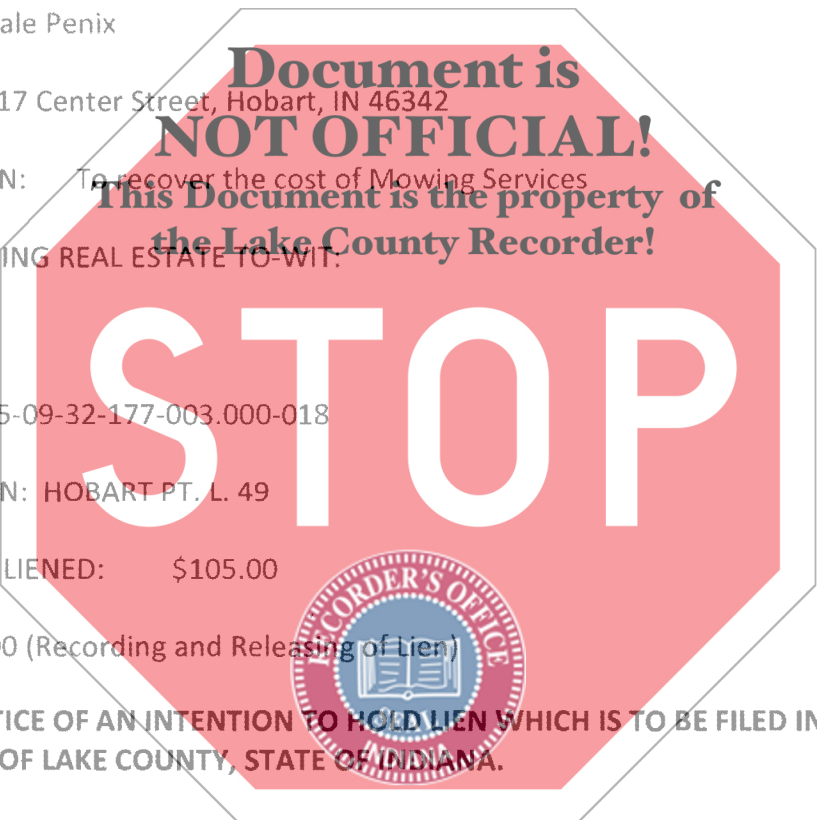 ale Penix
Document is
17 Center Street, Hobart, IN 46342
NOT OFFICIAL!
N: To recover the cost of Mowing Services
This Document is the property of
the Lake County Recorder!
ING REAL ESTATE TO-WIT:
STOP
5-09-32-177-003.000-018
N: HOBART PT. L. 49
LIENED: $105.00
RECORDER'S OFFICE
0 (Recording and Releasing of Lien)
SEAL
TICE OF AN INTENTION TO HOLD LIEN WHICH IS TO BE FILED IN
INDIANA
OF LAKE COUNTY, STATE OF INDIANA.